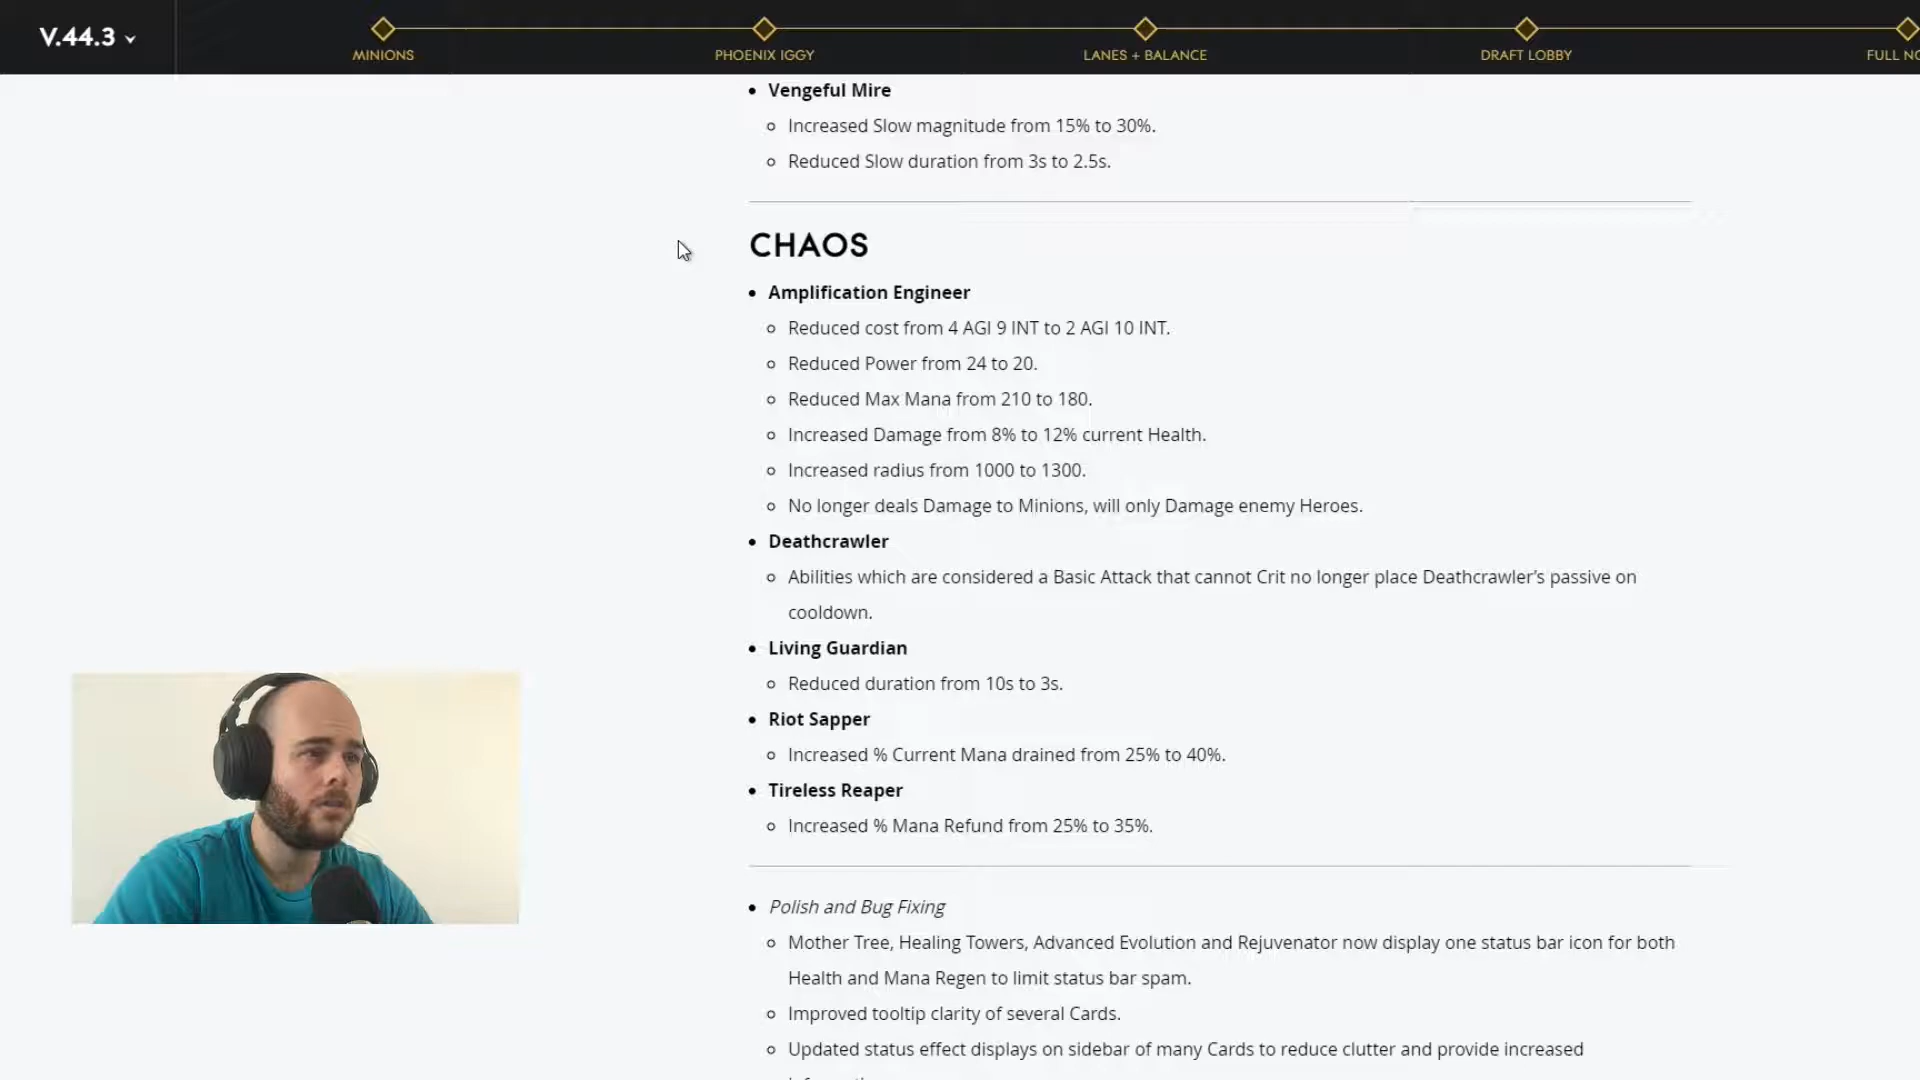 V.44.3
MINIONS
PHOENIX IGGY
LANES + BALANCE
DRAFT LOBBY
FULL NO
Vengeful Mire
Increased Slow magnitude from 15% to 30%.
Reduced Slow duration from 3s to 2.5s.
CHAOS
Amplification Engineer
Reduced cost from 4 AGI 9 INT to 2 AGI 10 INT.
Reduced Power from 24 to 20.
Reduced Max Mana from 210 to 180.
Increased Damage from 8% to 12% current Health.
Increased radius from 1000 to 1300.
No longer deals Damage to Minions, will only Damage enemy Heroes.
Deathcrawler
Abilities which are considered a Basic Attack that cannot Crit no longer place Deathcrawler's passive on
cooldown.
Living Guardian
Reduced duration from 10s to 3s.
Riot Sapper
Increased % Current Mana drained from 25% to 40%.
Tireless Reaper
Increased % Mana Refund from 25% to 35%.
Polish and Bug Fixing
Mother Tree, Healing Towers, Advanced Evolution and Rejuvenator now display one status bar icon for both
Health and Mana Regen to limit status bar spam.
Improved tooltip clarity of several Cards.
Updated status effect displays on sidebar of many Cards to reduce clutter and provide increased